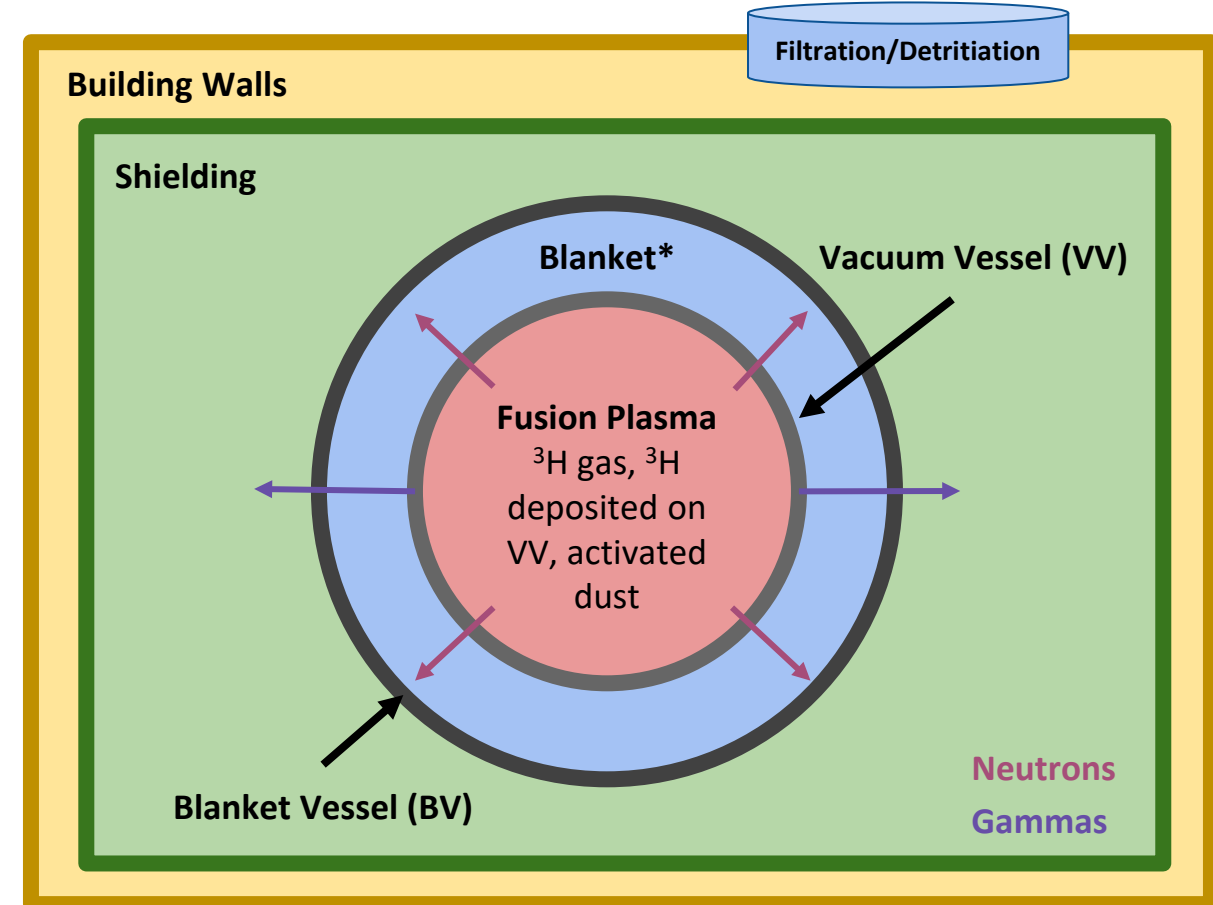 Filtration/Detritiation
Building Walls
Shielding
Blanket*
Vacuum Vessel (VV)
Fusion Plasma
³H gas, ³H
deposited on
VV, activated
dust
Neutrons
Blanket Vessel (BV)
Gammas